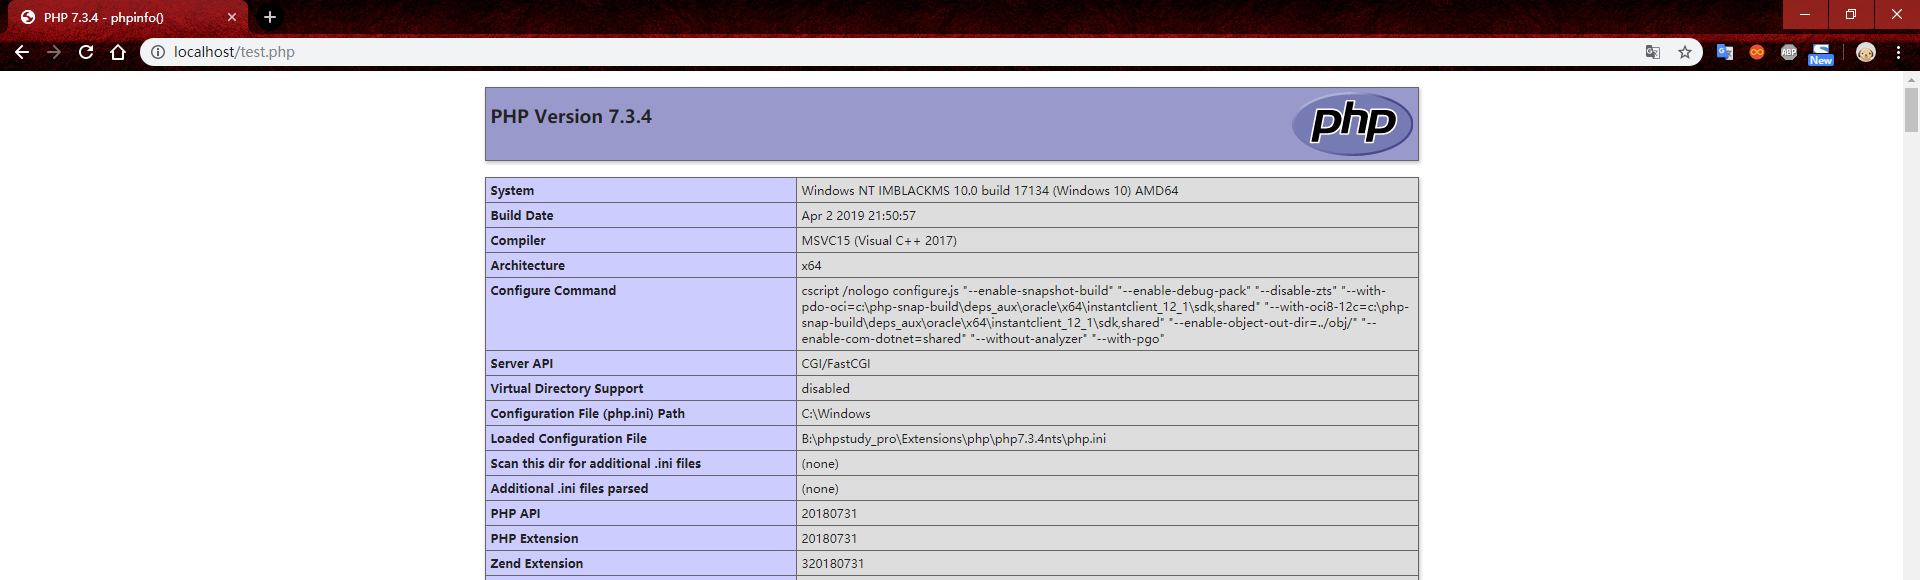 PHP 7.3.4 - phpinfo()
localhost/test.php
ABP
New
PHP Version 7.3.4
php
System Windows NT IMBLACKMS 10.0 build 17134 (Windows 10) AMD64
Build Date Apr 2 2019 21:50:57
Compiler MSVC15 (Visual C++ 2017)
Architecture x64
Configure Command cscript /nologo configure.js "--enable-snapshot-build" "--enable-debug-pack" "--disable-zts" "--with-
pdo-oci=c:\php-snap-build\deps_aux\oracle\x64\instantclient_12_1\sdk,shared" "--with-oci8-12c=c:\php-
snap-build\deps_aux\oracle\x64\instantclient_12_1\sdk,shared" "--enable-object-out-dir=../obj/" "--
enable-com-dotnet=shared" "--without-analyzer" "--with-pgo"
Server API CGI/FastCGI
Virtual Directory Support disabled
Configuration File (php.ini) Path C:\Windows
Loaded Configuration File B:\phpstudy_pro\Extensions\php\php7.3.4nts\php.ini
Scan this dir for additional .ini files (none)
Additional .ini files parsed (none)
PHP API 20180731
PHP Extension 20180731
Zend Extension 320180731